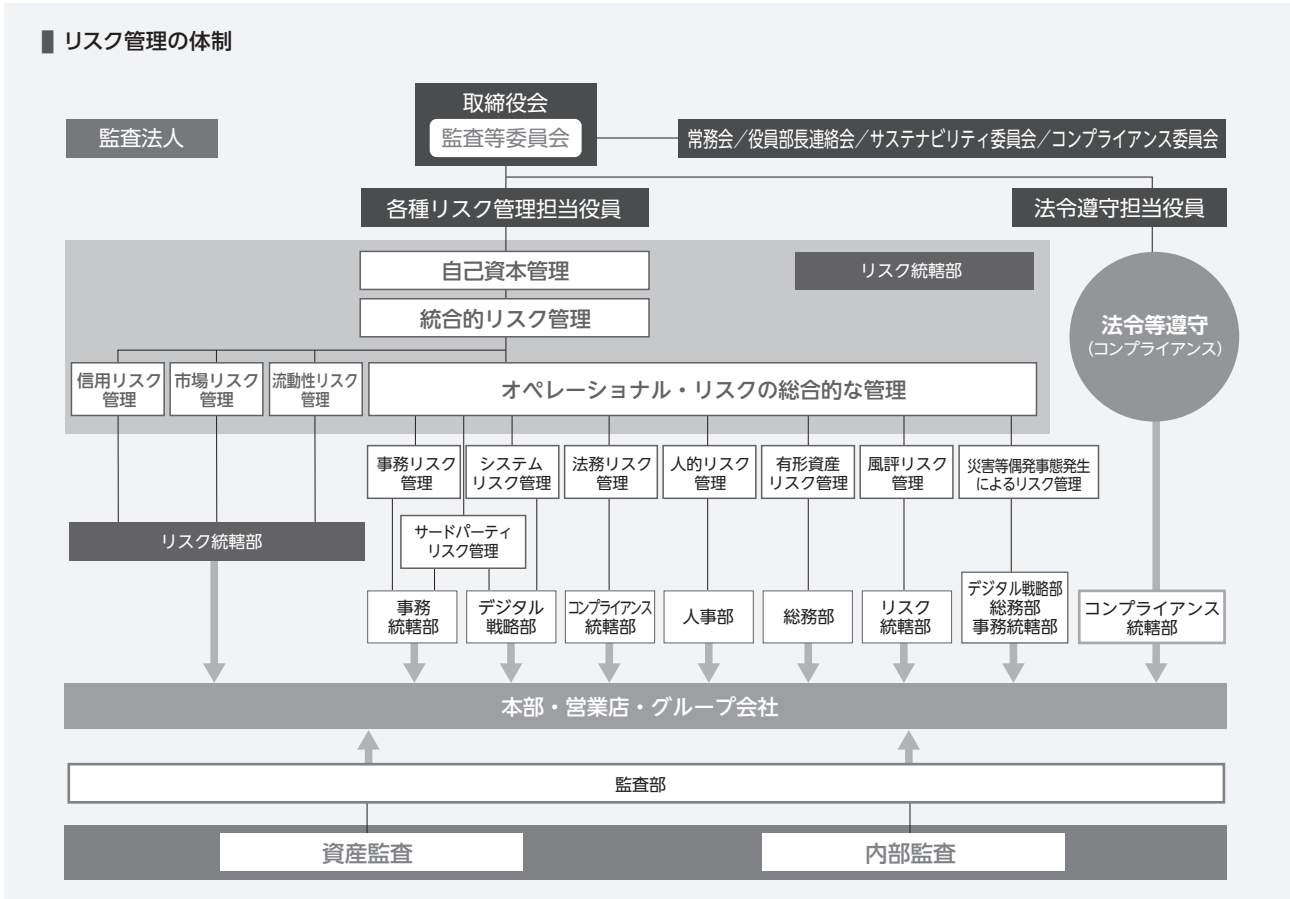 リスク管理の体制
取締役会
監査等委員会
監査法人
常務会／役員部長連絡会／サステナビリティ委員会／コンプライアンス委員会
各種リスク管理担当役員
法令遵守担当役員
自己資本管理
リスク統轄部
統合的リスク管理
法令等遵守
(コンプライアンス)
信用リスク
管理
市場リスク
管理
流動性リスク
管理
オペレーショナル・リスクの総合的な管理
事務リスク
管理
システム
リスク管理
法務リスク
管理
人的リスク
管理
有形資産
リスク管理
風評リスク
管理
災害等偶発事態発生
によるリスク管理
サードパーティ
リスク管理
リスク統轄部
事務
統轄部
デジタル
戦略部
コンプライアンス
統轄部
人事部
総務部
リスク
統轄部
デジタル戦略部
総務部
事務統轄部
コンプライアンス
統轄部
本部・営業店・グループ会社
監査部
資産監査
内部監査